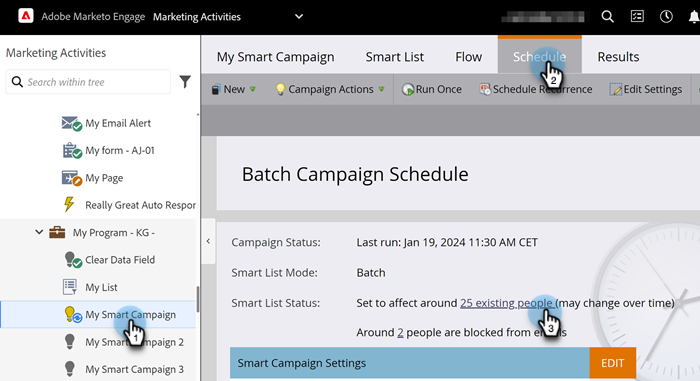 Adobe Marketo Engage Marketing Activities
Marketing Activities
Search within tree
My Email Alert
My form - AJ-01
My Page
Really Great Auto Respor
My Program - KG -
Clear Data Field
My List
My Smart Campaign
1
My Smart Campaign 2
My Smart Campaign 3
My Smart Campaign Smart List Flow Schedule Results
2
New Campaign Actions Run Once Schedule Recurrence Edit Settings
Batch Campaign Schedule
Campaign Status: Last run: Jan 19, 2024 11:30 AM CET
Smart List Mode: Batch
Smart List Status: Set to affect around 25 existing people (may change over time)
3
Around 2 people are blocked from emails
Smart Campaign Settings EDIT